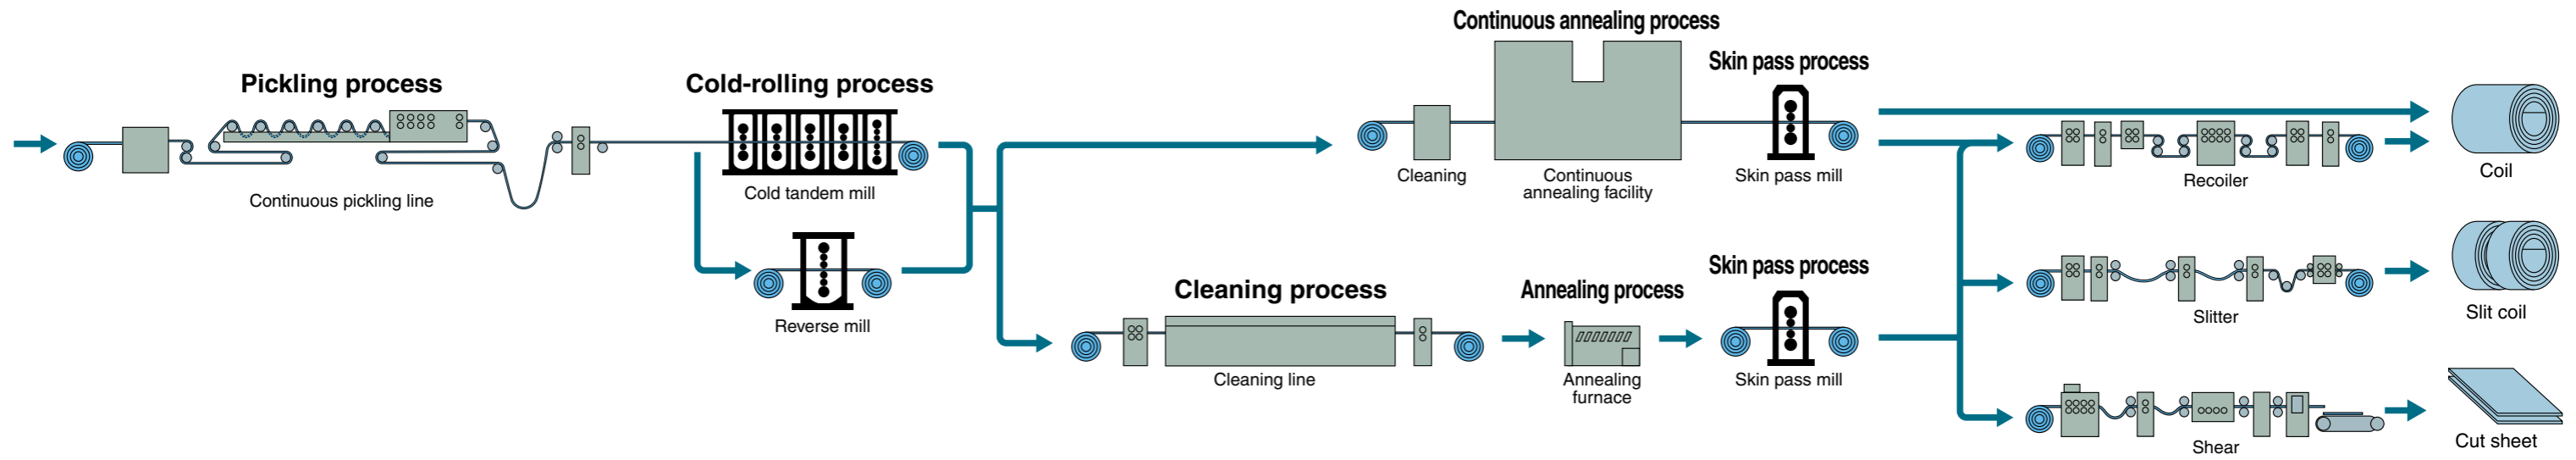 Pickling process
Continuous pickling line
Cold-rolling process
Cold tandem mill
Reverse mill
Continuous annealing process
Cleaning
Continuous
annealing facility
Skin pass process
Skin pass mill
Cleaning process
Cleaning line
Annealing process
Annealing
furnace
Skin pass process
Skin pass mill
Recoiler
Coil
Slitter
Slit coil
Shear
Cut sheet